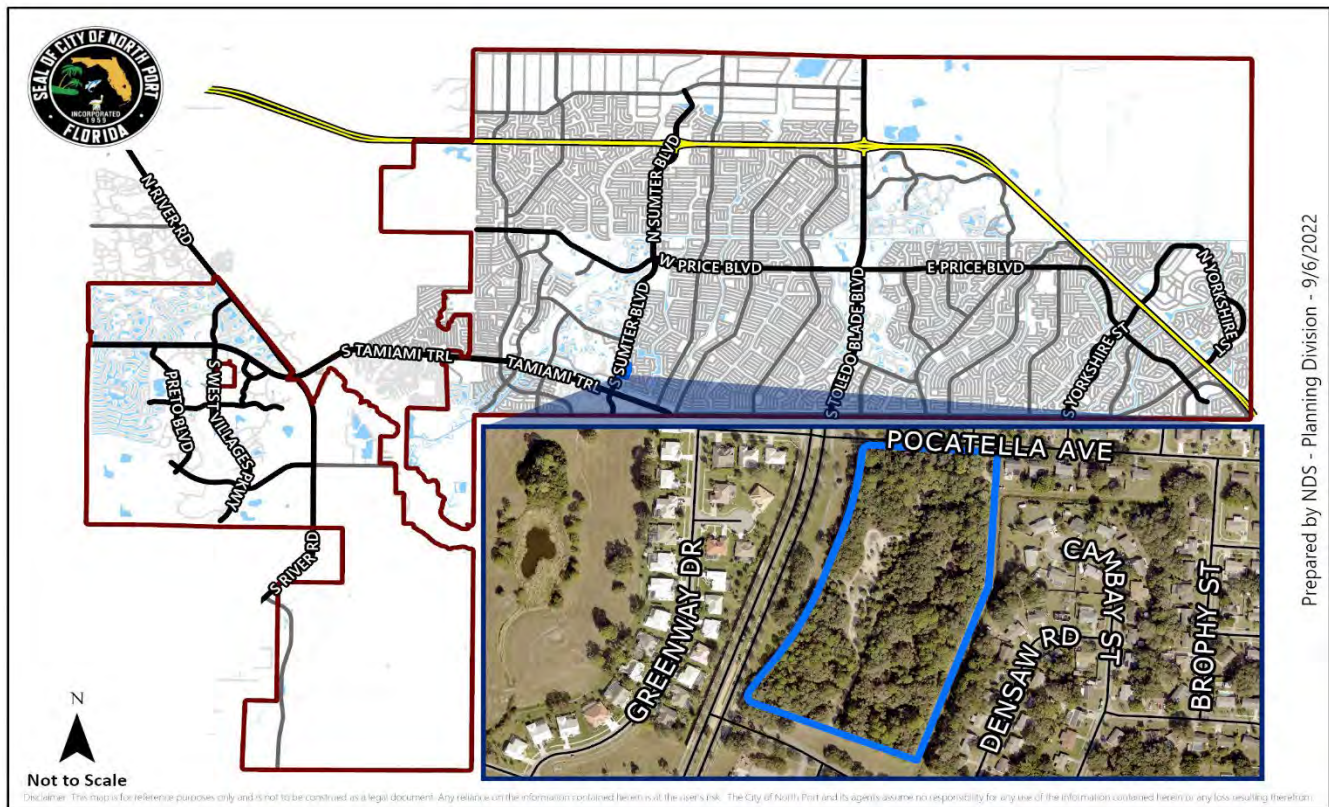 SEAL OF CITY OF NORTH PORT
INCORPORATED
1959
FLORIDA
N RIVER RD
N SUMTER BLVD
W PRICE BLVD
E PRICE BLVD
N YORKSHIRE ST
S SUMTER BLVD
S TOLEDO BLADE BLVD
S YORKSHIRE ST
S TAMIAMI TRL
TAMIAMI TRL
PRETO BLVD
S WEST VILLAGES PKWY
S RIVER RD
POCATELLA AVE
GREENWAY DR
CAMBAY ST
DENSAW RD
BROPHY ST
N
Not to Scale
Prepared by NDS - Planning Division - 9/6/2022
Disclaimer: This map is for reference purposes only and is not to be construed as a legal document. Any reliance on the information contained herein is at the user's risk. The City of North Port and its agents assume no responsibility for any use of the information contained herein or any loss resulting therefrom.